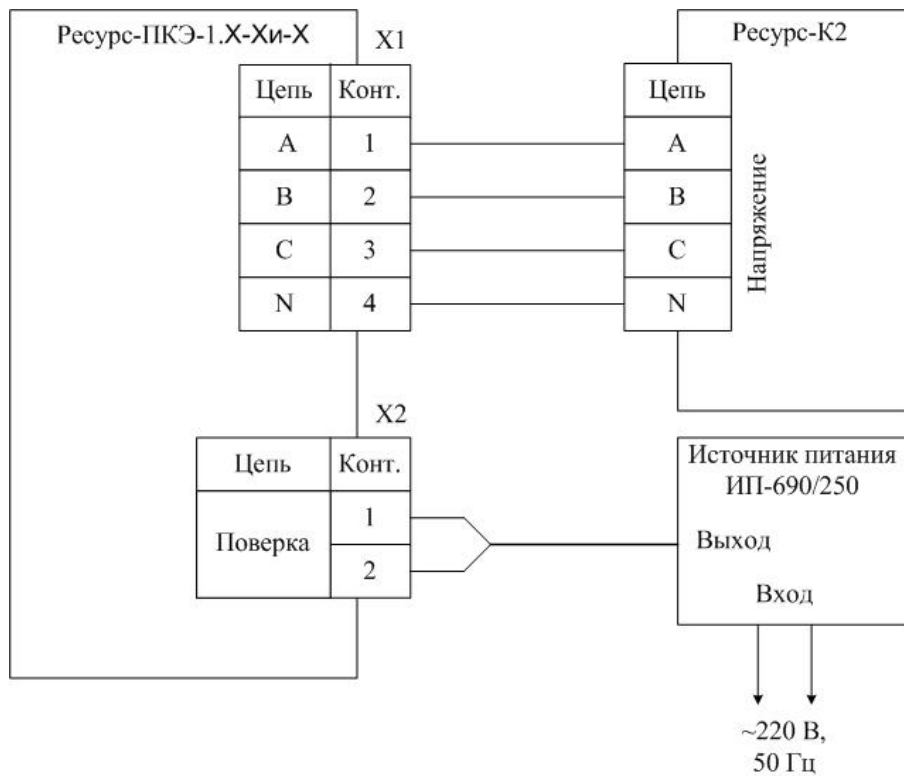 Ресурс-ПКЭ-1.Х-Хи-Х
X1
Ресурс-К2
Цепь Конт.
A 1
B 2
C 3
N 4
Цепь
A
B
C
N
Напряжение
X2
Цепь Конт.
Поверка
1
2
Источник питания
ИП-690/250
Выход
Вход
~220 В,
50 Гц